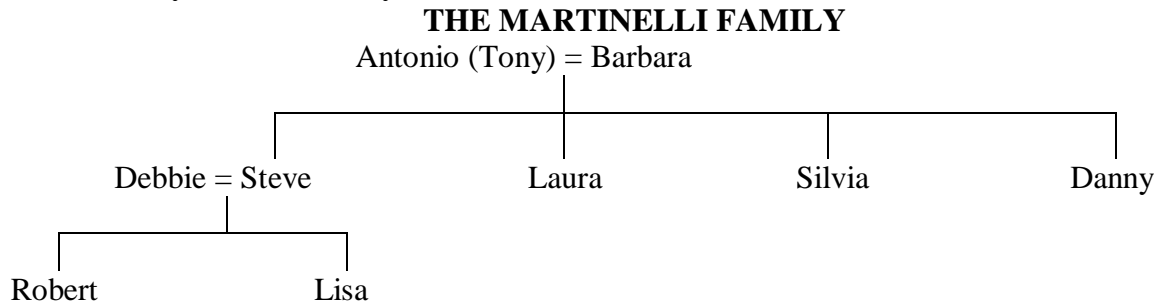 THE MARTINELLI FAMILY
Antonio (Tony) = Barbara
Debbie = Steve Laura Silvia Danny
Robert Lisa